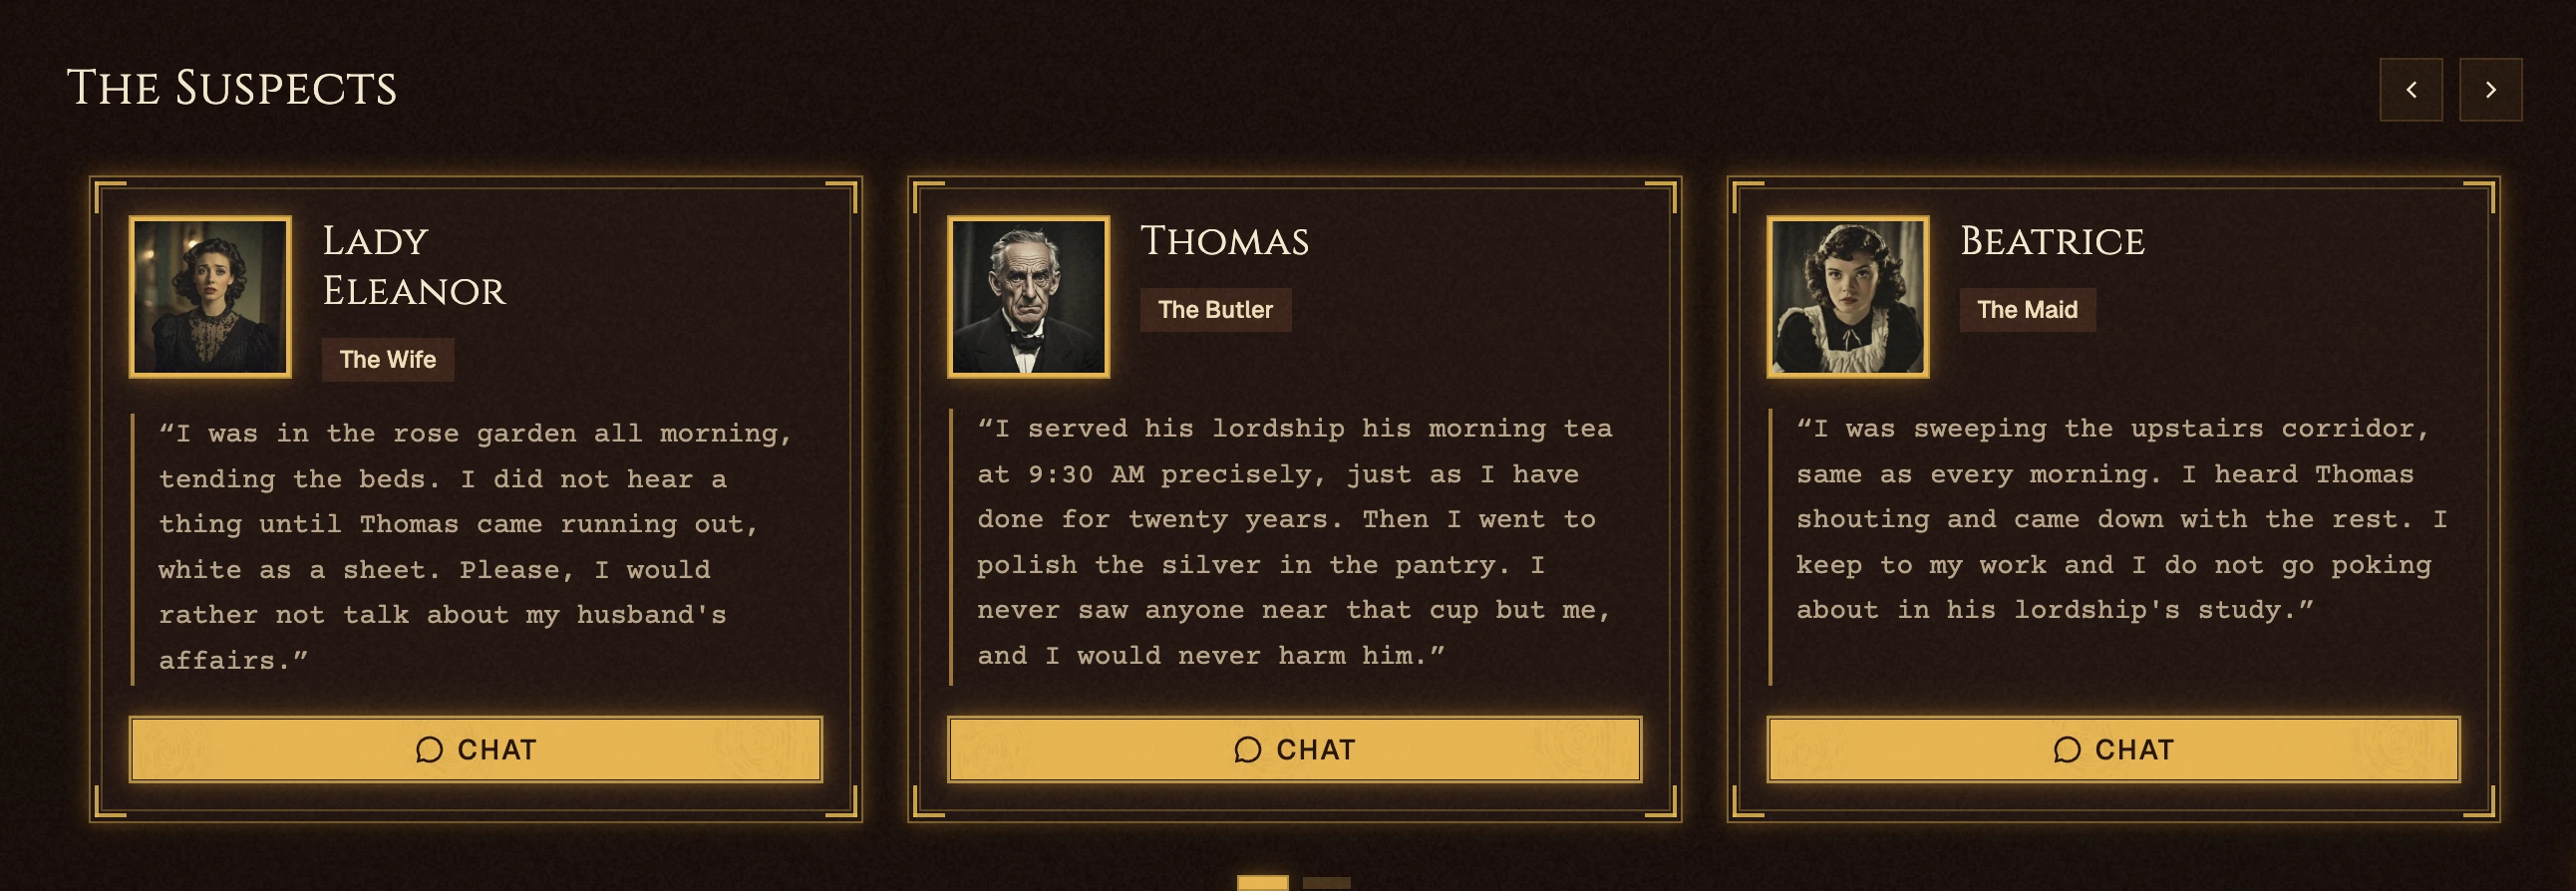 The Suspects
Lady
Eleanor
The Wife
“I was in the rose garden all morning,
tending the beds. I did not hear a
thing until Thomas came running out,
white as a sheet. Please, I would
rather not talk about my husband's
affairs.”
CHAT
Thomas
The Butler
“I served his lordship his morning tea
at 9:30 AM precisely, just as I have
done for twenty years. Then I went to
polish the silver in the pantry. I
never saw anyone near that cup but me,
and I would never harm him.”
CHAT
Beatrice
The Maid
“I was sweeping the upstairs corridor,
same as every morning. I heard Thomas
shouting and came down with the rest. I
keep to my work and I do not go poking
about in his lordship's study.”
CHAT